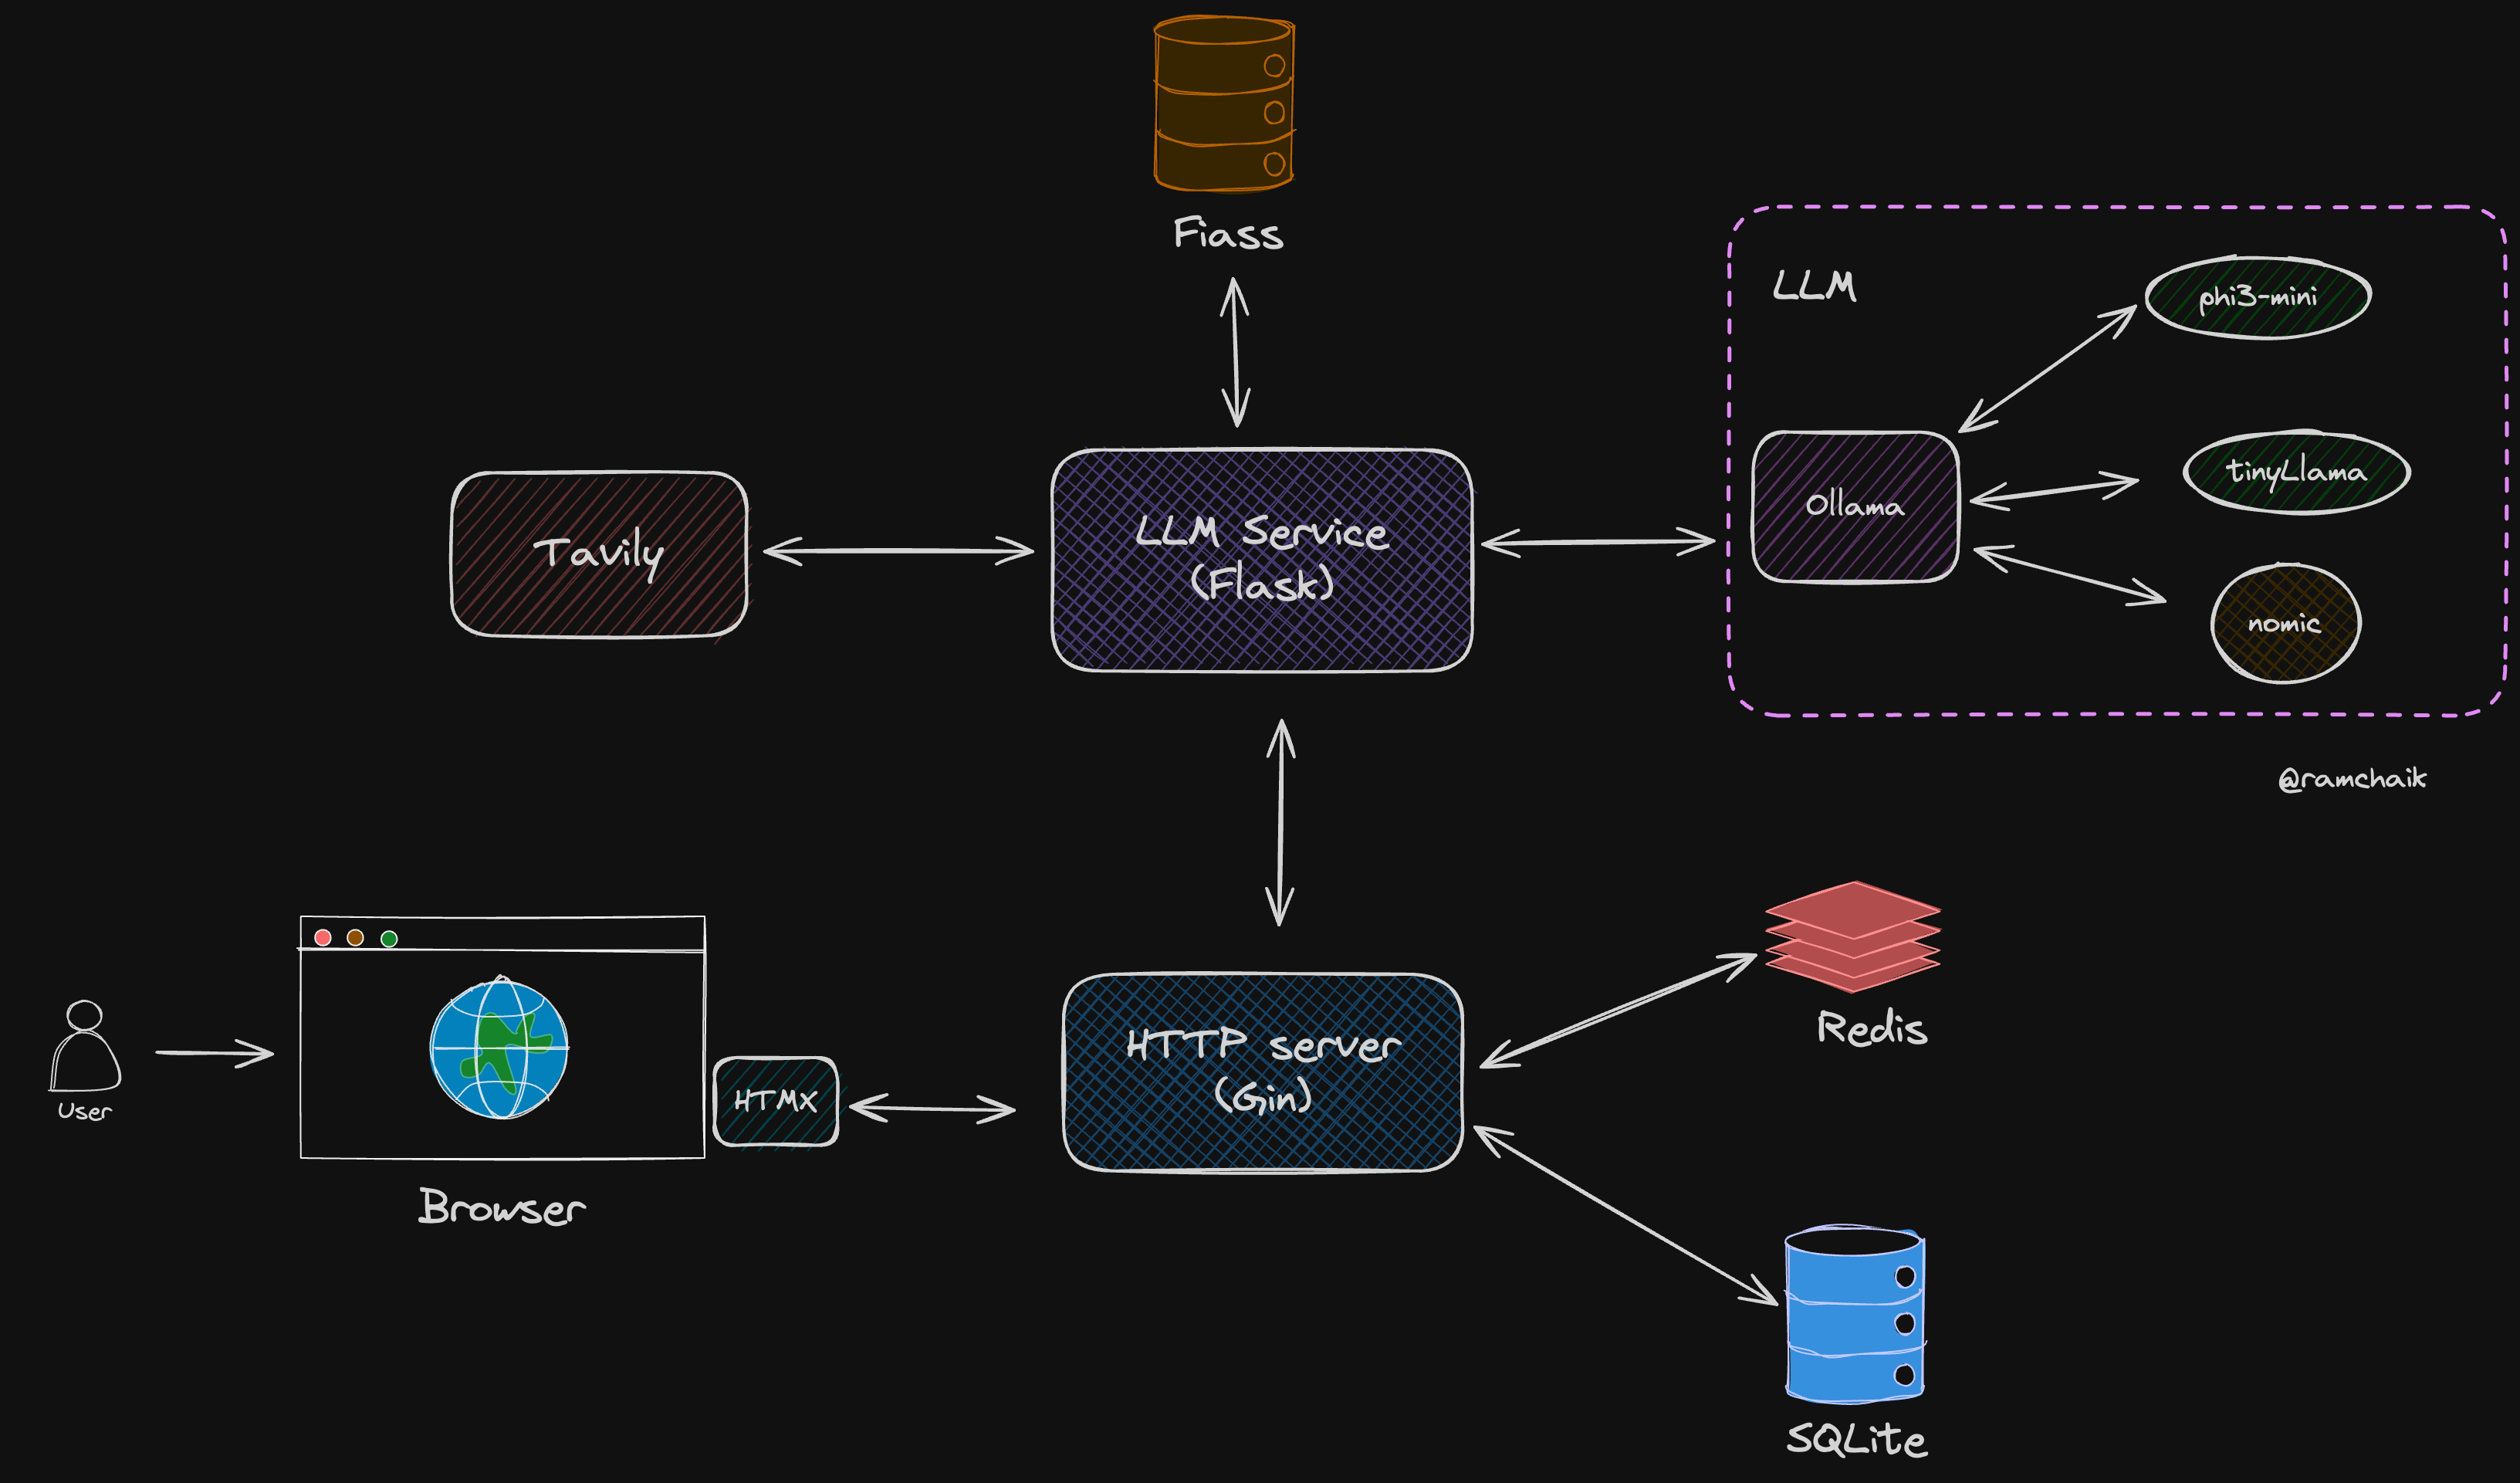 Fiass
LLM
phi3-mini
Ollama
tinyLlama
nomic
Tavily
LLM Service
(Flask)
@ramchaik
Redis
User
Browser
HTMX
HTTP server
(Gin)
SQLite